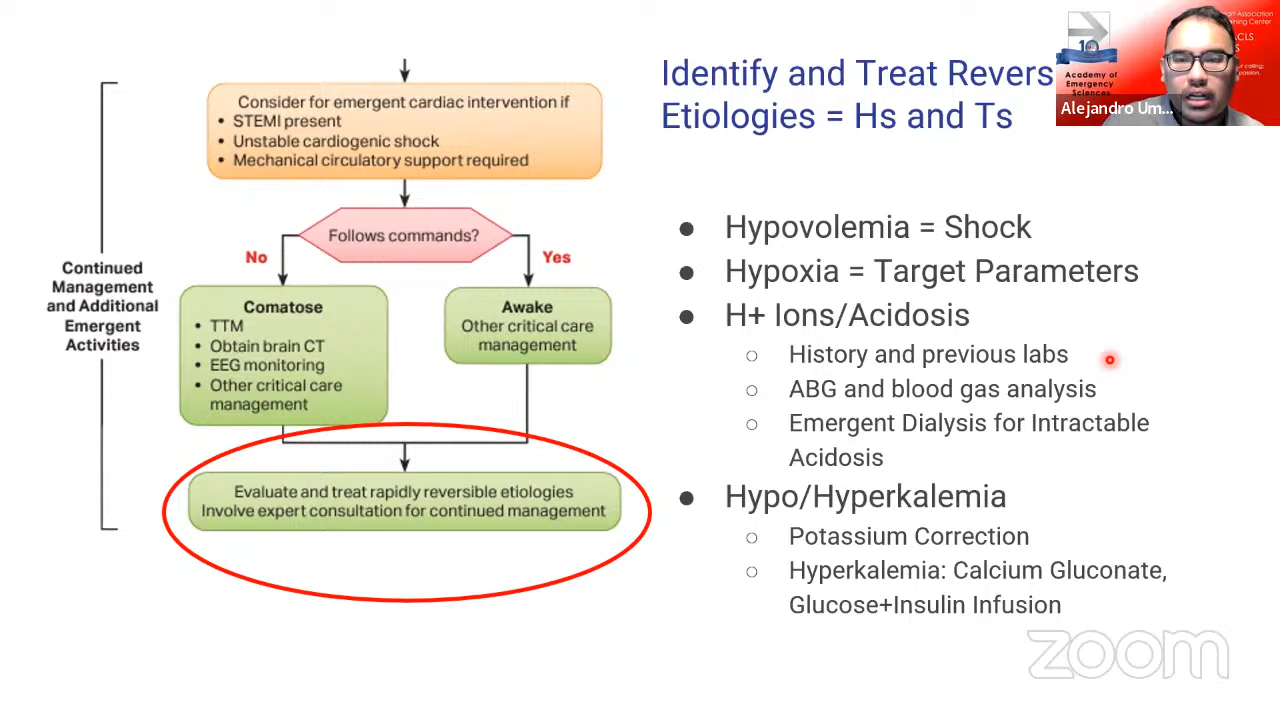 Consider for emergent cardiac intervention if
• STEMI present
• Unstable cardiogenic shock
• Mechanical circulatory support required
Follows commands?
No
Yes
Continued
Management
and Additional
Emergent
Activities
Comatose
• TTM
• Obtain brain CT
• EEG monitoring
• Other critical care
management
Awake
Other critical care
management
Evaluate and treat rapidly reversible etiologies
Involve expert consultation for continued management
Identify and Treat Revers
Etiologies = Hs and Ts
● Hypovolemia = Shock
● Hypoxia = Target Parameters
● H+ Ions/Acidosis
○ History and previous labs
○ ABG and blood gas analysis
○ Emergent Dialysis for Intractable
Acidosis
● Hypo/Hyperkalemia
○ Potassium Correction
○ Hyperkalemia: Calcium Gluconate,
Glucose+Insulin Infusion
10
Academy of
Emergency
Sciences
Association
Center
Alejandro Um...
zoom